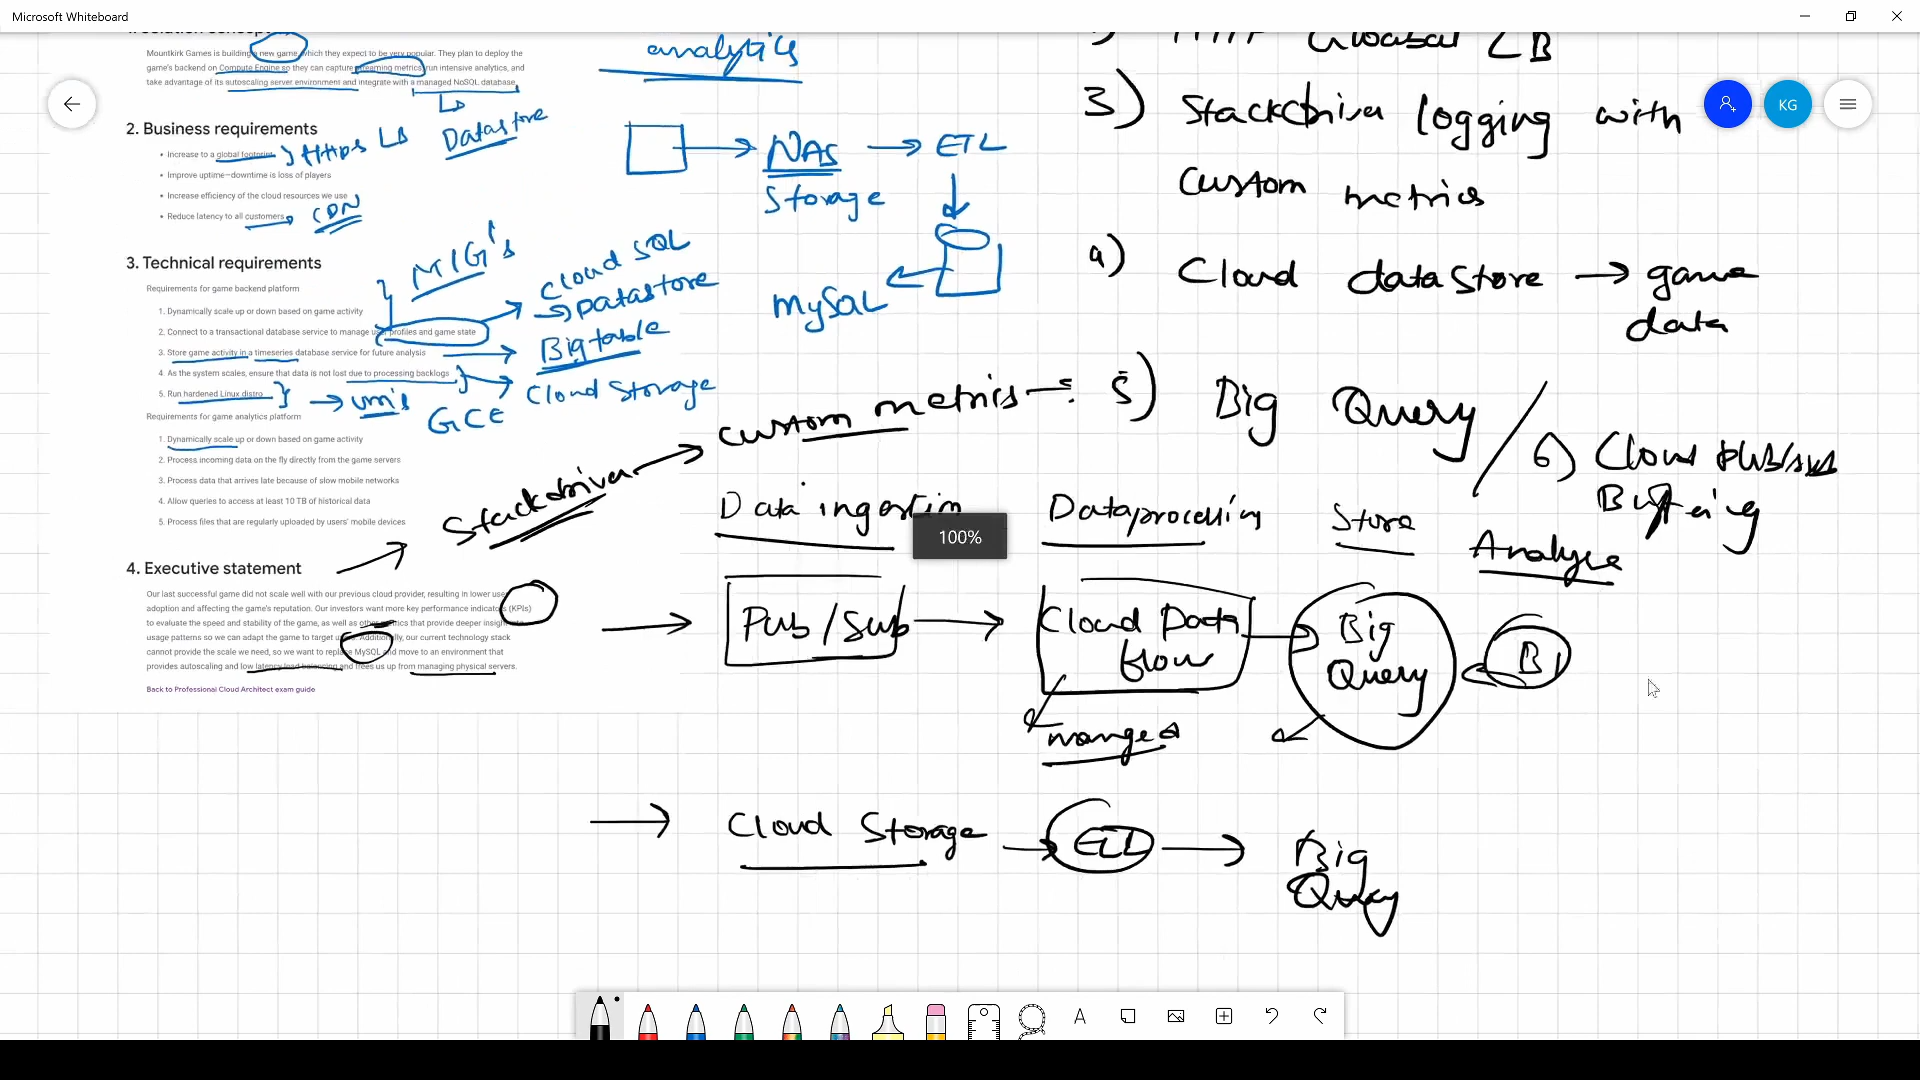 Microsoft Whiteboard
Mountkirk Games is building a new game, which they expect to be very popular. They plan to deploy the
game's backend on Compute Engine so they can capture streaming metrics, run intensive analytics, and
take advantage of its autoscaling server environment and integrate with a managed NoSQL database.
Datastore
2. Business requirements
• Increase to a global footprint
HTTPS LB
• Improve uptime—downtime is loss of players
• Increase efficiency of the cloud resources we use
• Reduce latency to all customers
CDN
3. Technical requirements
Requirements for game backend platform
1. Dynamically scale up or down based on game activity
2. Connect to a transactional database service to manage user profiles and game state
3. Store game activity in a timeseries database service for future analysis
4. As the system scales, ensure that data is not lost due to processing backlogs
5. Run hardened Linux distro
MIG's
Cloud SQL
Datastore
Bigtable
Cloud Storage
VM's
GCE
Requirements for game analytics platform
1. Dynamically scale up or down based on game activity
2. Process incoming data on the fly directly from the game servers
3. Process data that arrives late because of slow mobile networks
4. Allow queries to access at least 10 TB of historical data
5. Process files that are regularly uploaded by users' mobile devices
4. Executive statement
Our last successful game did not scale well with our previous cloud provider, resulting in lower user
adoption and affecting the game's reputation. Our investors want more key performance indicators (KPIs)
to evaluate the speed and stability of the game, as well as other metrics that provide deeper insight
usage patterns so we can adapt the game to target Additionally, our current technology stack
cannot provide the scale we need, so we want to replace MySQL and move to an environment that
provides autoscaling and low latency load balancing and frees us up from managing physical servers.
Back to Professional Cloud Architect exam guide
analytics
NAS
Storage
ETL
MySQL
Stackdriver
custom metrics
HTTP Global LB
3) Stackdriver logging with
custom metrics
Cloud datastore → game
data
5) Big Query / 6) Cloud Pub/Sub
KG
Data ingestion
100%
Dataprocessing
Store
Analyse
Pub/Sub
Cloud Data
flow
Big
Query
BI
Cloud Storage
ETL
Big
Query
A